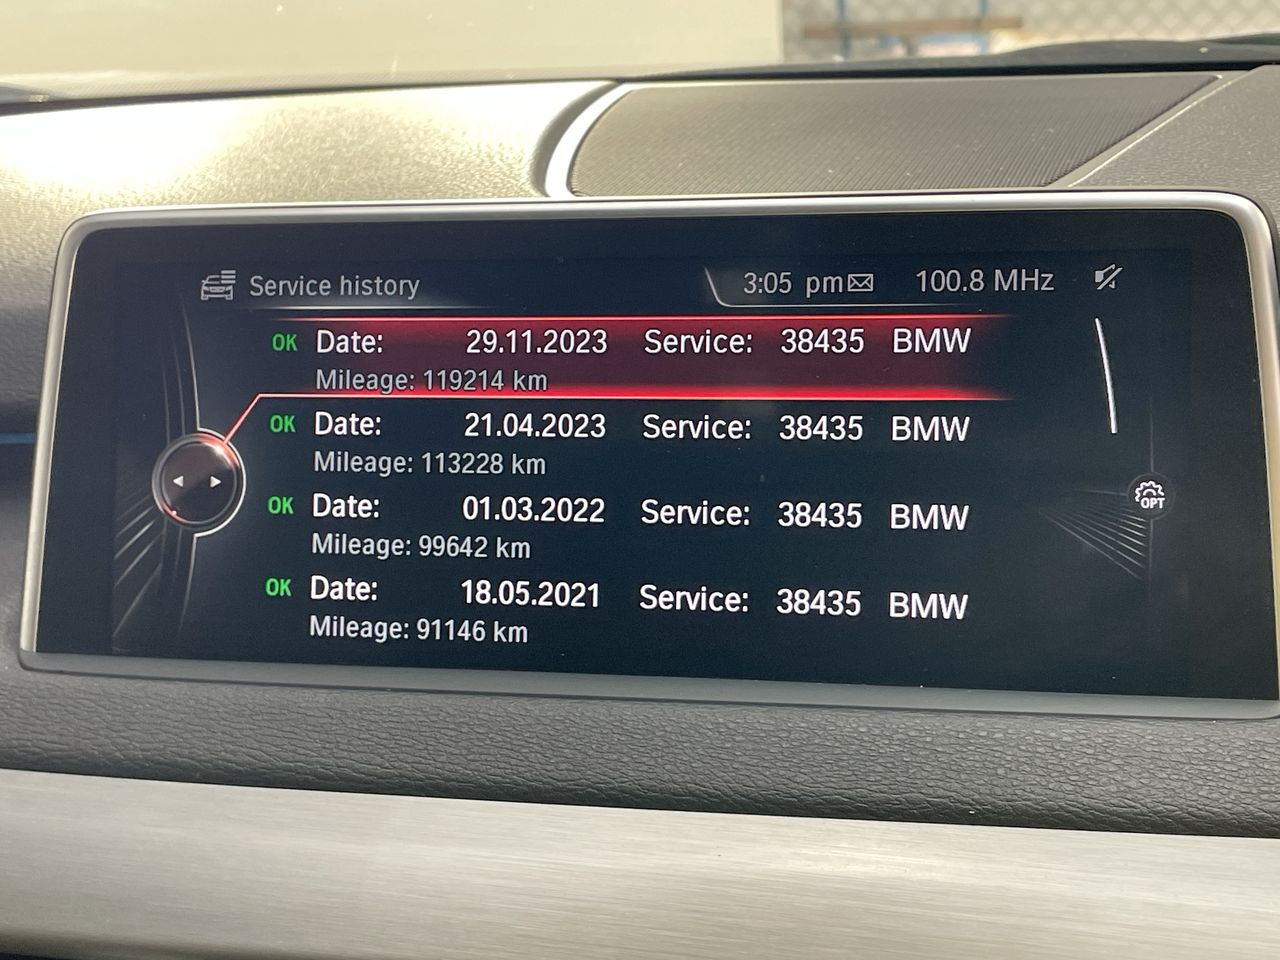 Service history 3:05 pm 100.8 MHz
OK Date: 29.11.2023 Service: 38435 BMW
Mileage: 119214 km
OK Date: 21.04.2023 Service: 38435 BMW
Mileage: 113228 km
OK Date: 01.03.2022 Service: 38435 BMW
Mileage: 99642 km
OK Date: 18.05.2021 Service: 38435 BMW
Mileage: 91146 km
OPT